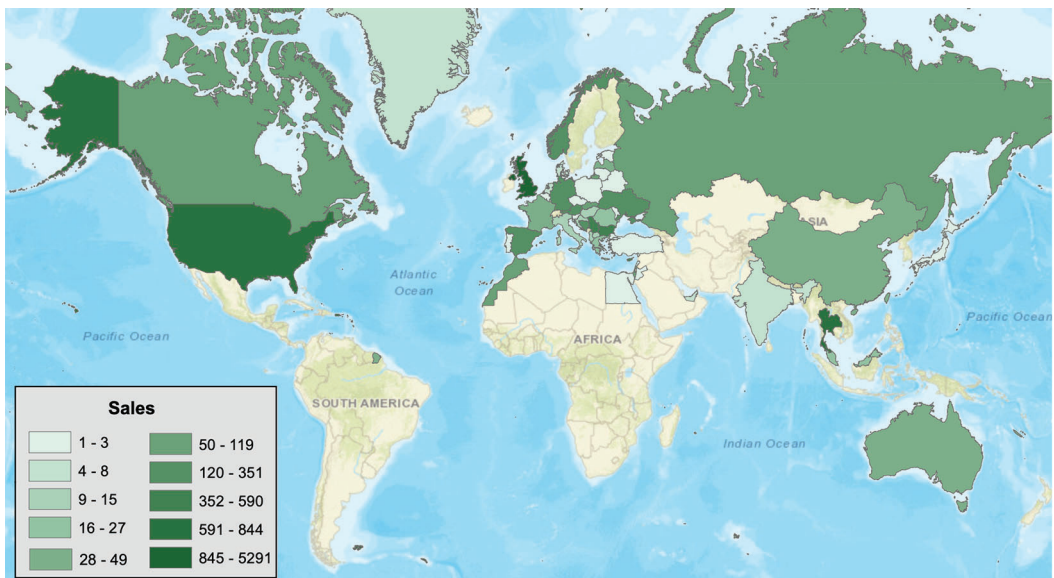 ASIA
Atlantic
Ocean
Pacific Ocean
Pacific Ocean
AFRICA
SOUTH AMERICA
Indian Ocean
Sales
1 - 3
4 - 8
9 - 15
16 - 27
28 - 49
50 - 119
120 - 351
352 - 590
591 - 844
845 - 5291